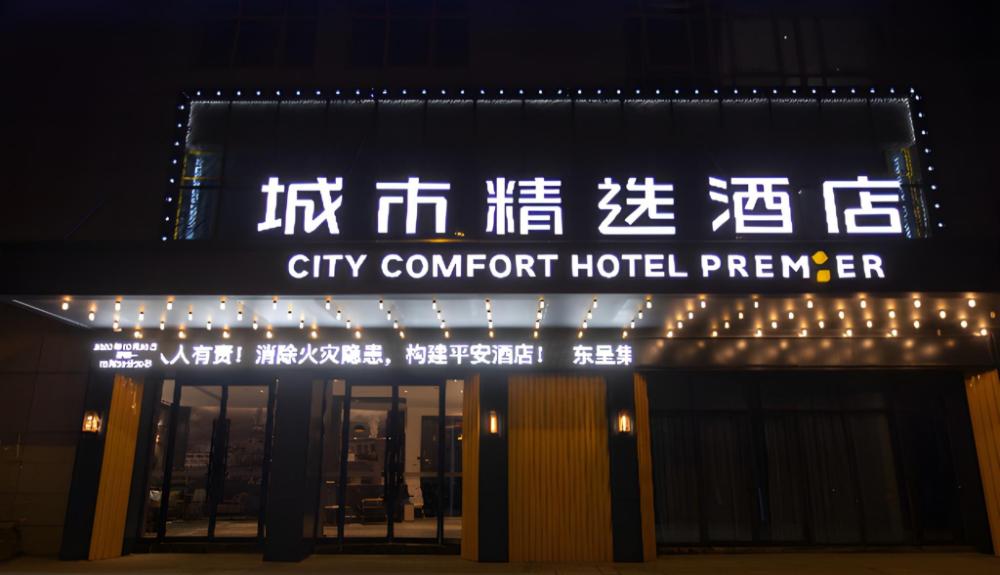 城市精选酒店
CITY COMFORT HOTEL PREMIER
人人有责！消除火灾隐患，构建平安酒店！ 东呈集